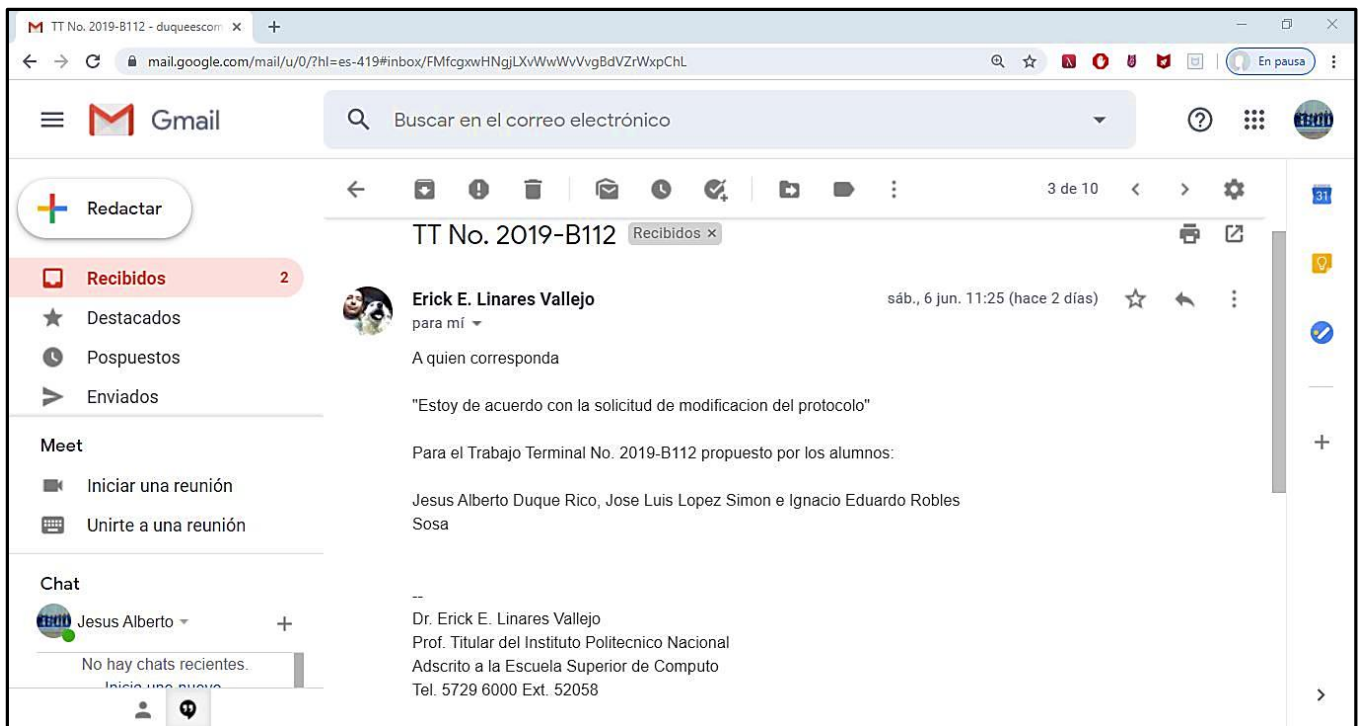 TT No. 2019-B112 - duqueescom
mail.google.com/mail/u/0/?hl=es-419#inbox/FMfcgxwHNgjLXvWwWvVvgBdVZrWxpChL
En pausa
Gmail
Buscar en el correo electrónico
Redactar
3 de 10
31
TT No. 2019-B112 Recibidos ×
Recibidos 2
Destacados
Pospuestos
Enviados
Erick E. Linares Vallejo
sáb., 6 jun. 11:25 (hace 2 días)
para mí
A quien corresponda
"Estoy de acuerdo con la solicitud de modificacion del protocolo"
Para el Trabajo Terminal No. 2019-B112 propuesto por los alumnos:
Jesus Alberto Duque Rico, Jose Luis Lopez Simon e Ignacio Eduardo Robles
Sosa
--
Dr. Erick E. Linares Vallejo
Prof. Titular del Instituto Politecnico Nacional
Adscrito a la Escuela Superior de Computo
Tel. 5729 6000 Ext. 52058
Meet
Iniciar una reunión
Unirte a una reunión
Chat
Jesus Alberto
No hay chats recientes.
Inicie uno nuevo